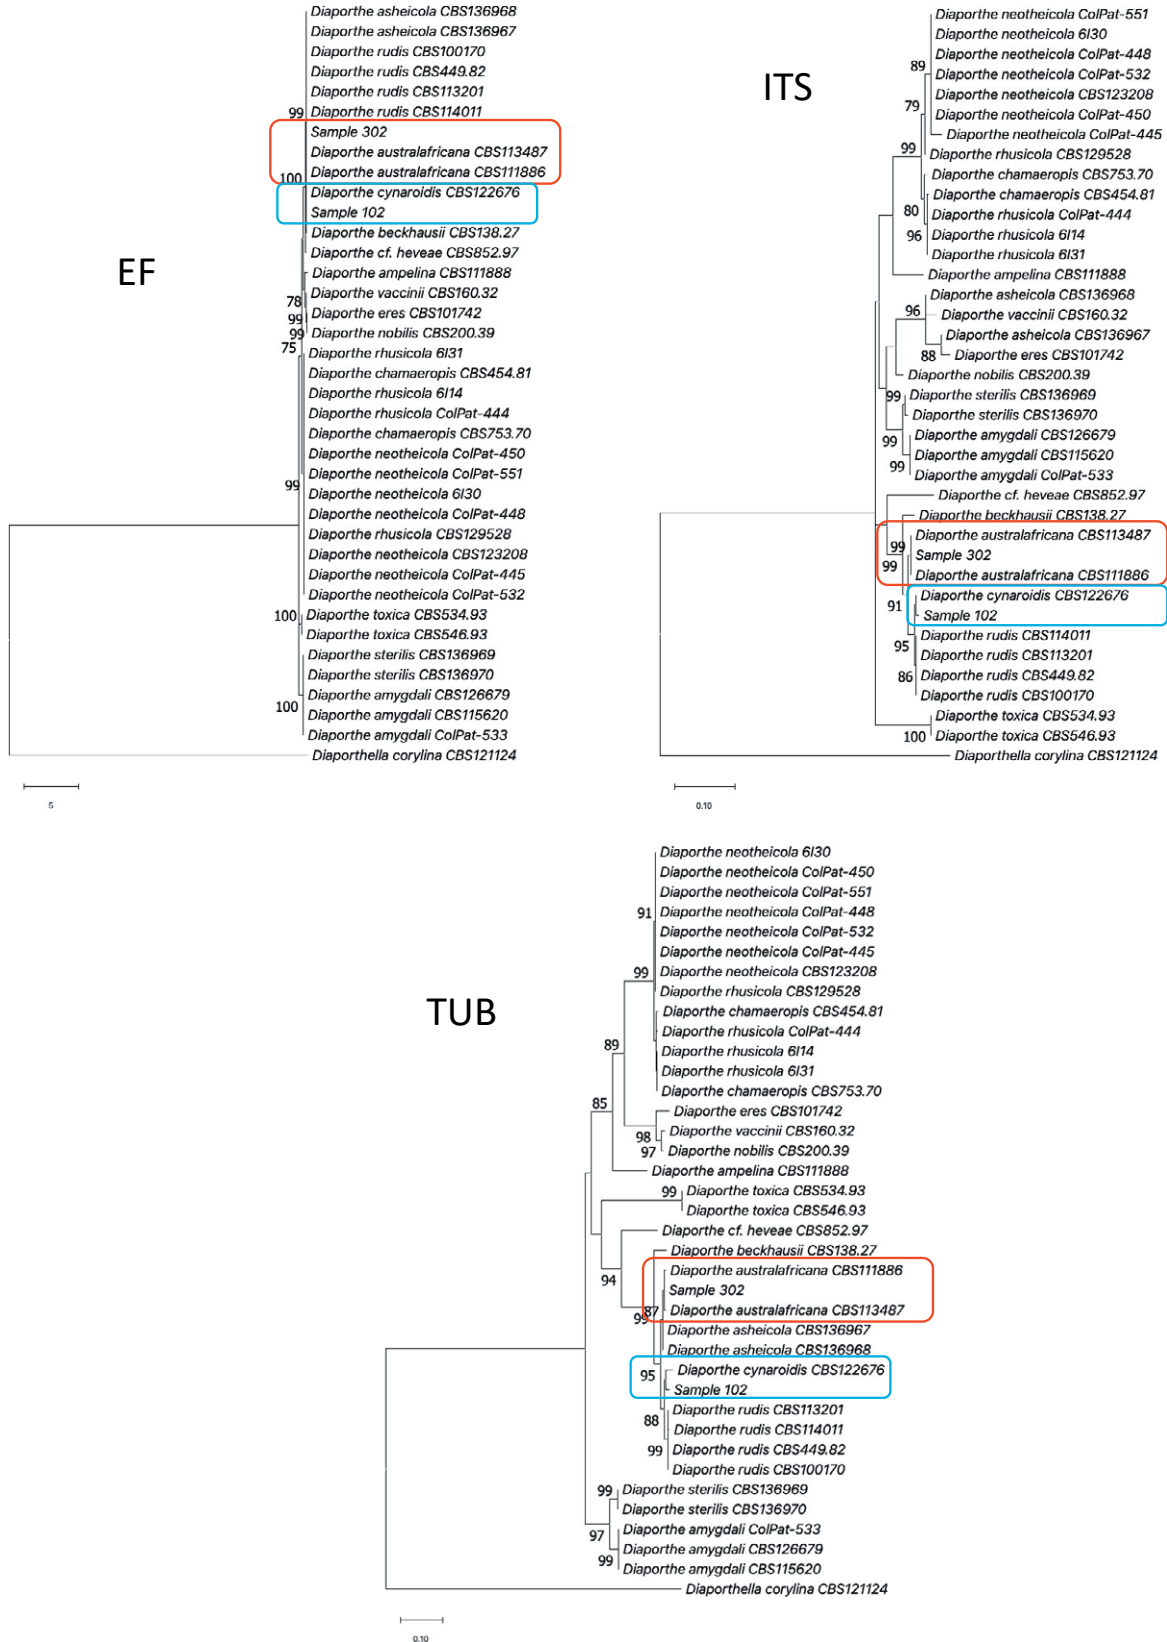 EF
Diaporthe asheicola CBS136968
Diaporthe asheicola CBS136967
Diaporthe rudis CBS100170
Diaporthe rudis CBS449.82
Diaporthe rudis CBS113201
99
Diaporthe rudis CBS114011
Sample 302
Diaporthe australafricana CBS113487
Diaporthe australafricana CBS111886
100
Diaporthe cynaroidis CBS122676
Sample 102
Diaporthe beckhausii CBS138.27
Diaporthe cf. heveae CBS852.97
Diaporthe ampelina CBS111888
Diaporthe vaccinii CBS160.32
78
Diaporthe eres CBS101742
99
Diaporthe nobilis CBS200.39
99
75
Diaporthe rhusicola 6I31
Diaporthe chamaeropis CBS454.81
Diaporthe rhusicola 6I14
Diaporthe rhusicola ColPat-444
Diaporthe chamaeropis CBS753.70
Diaporthe neotheicola ColPat-450
Diaporthe neotheicola ColPat-551
99
Diaporthe neotheicola 6I30
Diaporthe neotheicola ColPat-448
Diaporthe rhusicola CBS129528
Diaporthe neotheicola CBS123208
Diaporthe neotheicola ColPat-445
Diaporthe neotheicola ColPat-532
100
Diaporthe toxica CBS534.93
Diaporthe toxica CBS546.93
Diaporthe sterilis CBS136969
Diaporthe sterilis CBS136970
Diaporthe amygdali CBS126679
100
Diaporthe amygdali CBS115620
Diaporthe amygdali ColPat-533
Diaporthella corylina CBS121124
5
ITS
Diaporthe neotheicola ColPat-551
Diaporthe neotheicola 6I30
Diaporthe neotheicola ColPat-448
89
Diaporthe neotheicola ColPat-532
Diaporthe neotheicola CBS123208
79
Diaporthe neotheicola ColPat-450
Diaporthe neotheicola ColPat-445
99
Diaporthe rhusicola CBS129528
Diaporthe chamaeropis CBS753.70
Diaporthe chamaeropis CBS454.81
80
Diaporthe rhusicola ColPat-444
96
Diaporthe rhusicola 6I14
Diaporthe rhusicola 6I31
Diaporthe ampelina CBS111888
Diaporthe asheicola CBS136968
96
Diaporthe vaccinii CBS160.32
Diaporthe asheicola CBS136967
88
Diaporthe eres CBS101742
Diaporthe nobilis CBS200.39
99
Diaporthe sterilis CBS136969
Diaporthe sterilis CBS136970
99
Diaporthe amygdali CBS126679
Diaporthe amygdali CBS115620
99
Diaporthe amygdali ColPat-533
Diaporthe cf. heveae CBS852.97
Diaporthe beckhausii CBS138.27
Diaporthe australafricana CBS113487
99
Sample 302
99
Diaporthe australafricana CBS111886
Diaporthe cynaroidis CBS122676
91
Sample 102
Diaporthe rudis CBS114011
95
Diaporthe rudis CBS113201
86
Diaporthe rudis CBS449.82
Diaporthe rudis CBS100170
Diaporthe toxica CBS534.93
100
Diaporthe toxica CBS546.93
Diaporthella corylina CBS121124
0.10
TUB
Diaporthe neotheicola 6I30
Diaporthe neotheicola ColPat-450
Diaporthe neotheicola ColPat-551
91
Diaporthe neotheicola ColPat-448
Diaporthe neotheicola ColPat-532
Diaporthe neotheicola ColPat-445
99
Diaporthe neotheicola CBS123208
Diaporthe rhusicola CBS129528
Diaporthe chamaeropis CBS454.81
Diaporthe rhusicola ColPat-444
89
Diaporthe rhusicola 6I14
Diaporthe rhusicola 6I31
Diaporthe chamaeropis CBS753.70
85
Diaporthe eres CBS101742
98
Diaporthe vaccinii CBS160.32
97
Diaporthe nobilis CBS200.39
Diaporthe ampelina CBS111888
99
Diaporthe toxica CBS534.93
Diaporthe toxica CBS546.93
Diaporthe cf. heveae CBS852.97
Diaporthe beckhausii CBS138.27
94
Diaporthe australafricana CBS111886
Sample 302
87
Diaporthe australafricana CBS113487
99
Diaporthe asheicola CBS136967
Diaporthe asheicola CBS136968
95
Diaporthe cynaroidis CBS122676
Sample 102
Diaporthe rudis CBS113201
88
Diaporthe rudis CBS114011
99
Diaporthe rudis CBS449.82
Diaporthe rudis CBS100170
99
Diaporthe sterilis CBS136969
Diaporthe sterilis CBS136970
97
Diaporthe amygdali ColPat-533
Diaporthe amygdali CBS126679
99
Diaporthe amygdali CBS115620
Diaporthella corylina CBS121124
0.10